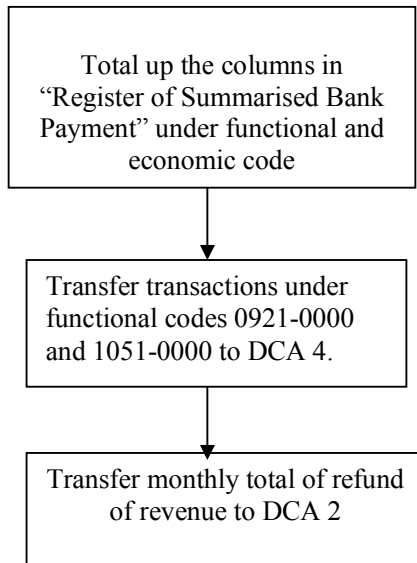 Total up the columns in
“Register of Summarised Bank
Payment” under functional and
economic code
Transfer transactions under
functional codes 0921-0000
and 1051-0000 to DCA 4.
Transfer monthly total of refund
of revenue to DCA 2